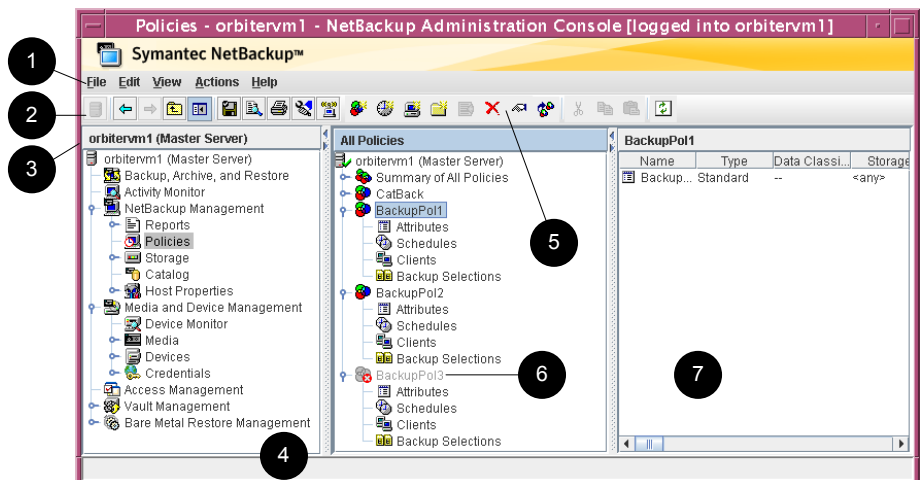 Policies - orbitervm1 - NetBackup Administration Console [logged into orbitervm1]
Symantec NetBackup™
File Edit View Actions Help
1
2
3
orbitervm1 (Master Server)
orbitervm1 (Master Server)
Backup, Archive, and Restore
Activity Monitor
NetBackup Management
Reports
Policies
Storage
Catalog
Host Properties
Media and Device Management
Device Monitor
Media
Devices
Credentials
Access Management
Vault Management
Bare Metal Restore Management
4
All Policies
orbitervm1 (Master Server)
Summary of All Policies
CatBack
BackupPol1
Attributes
Schedules
Clients
Backup Selections
BackupPol2
Attributes
Schedules
Clients
Backup Selections
BackupPol3
Attributes
Schedules
Clients
Backup Selections
5
6
BackupPol1
Name Type Data Classi... Storage
Backup... Standard -- <any>
7